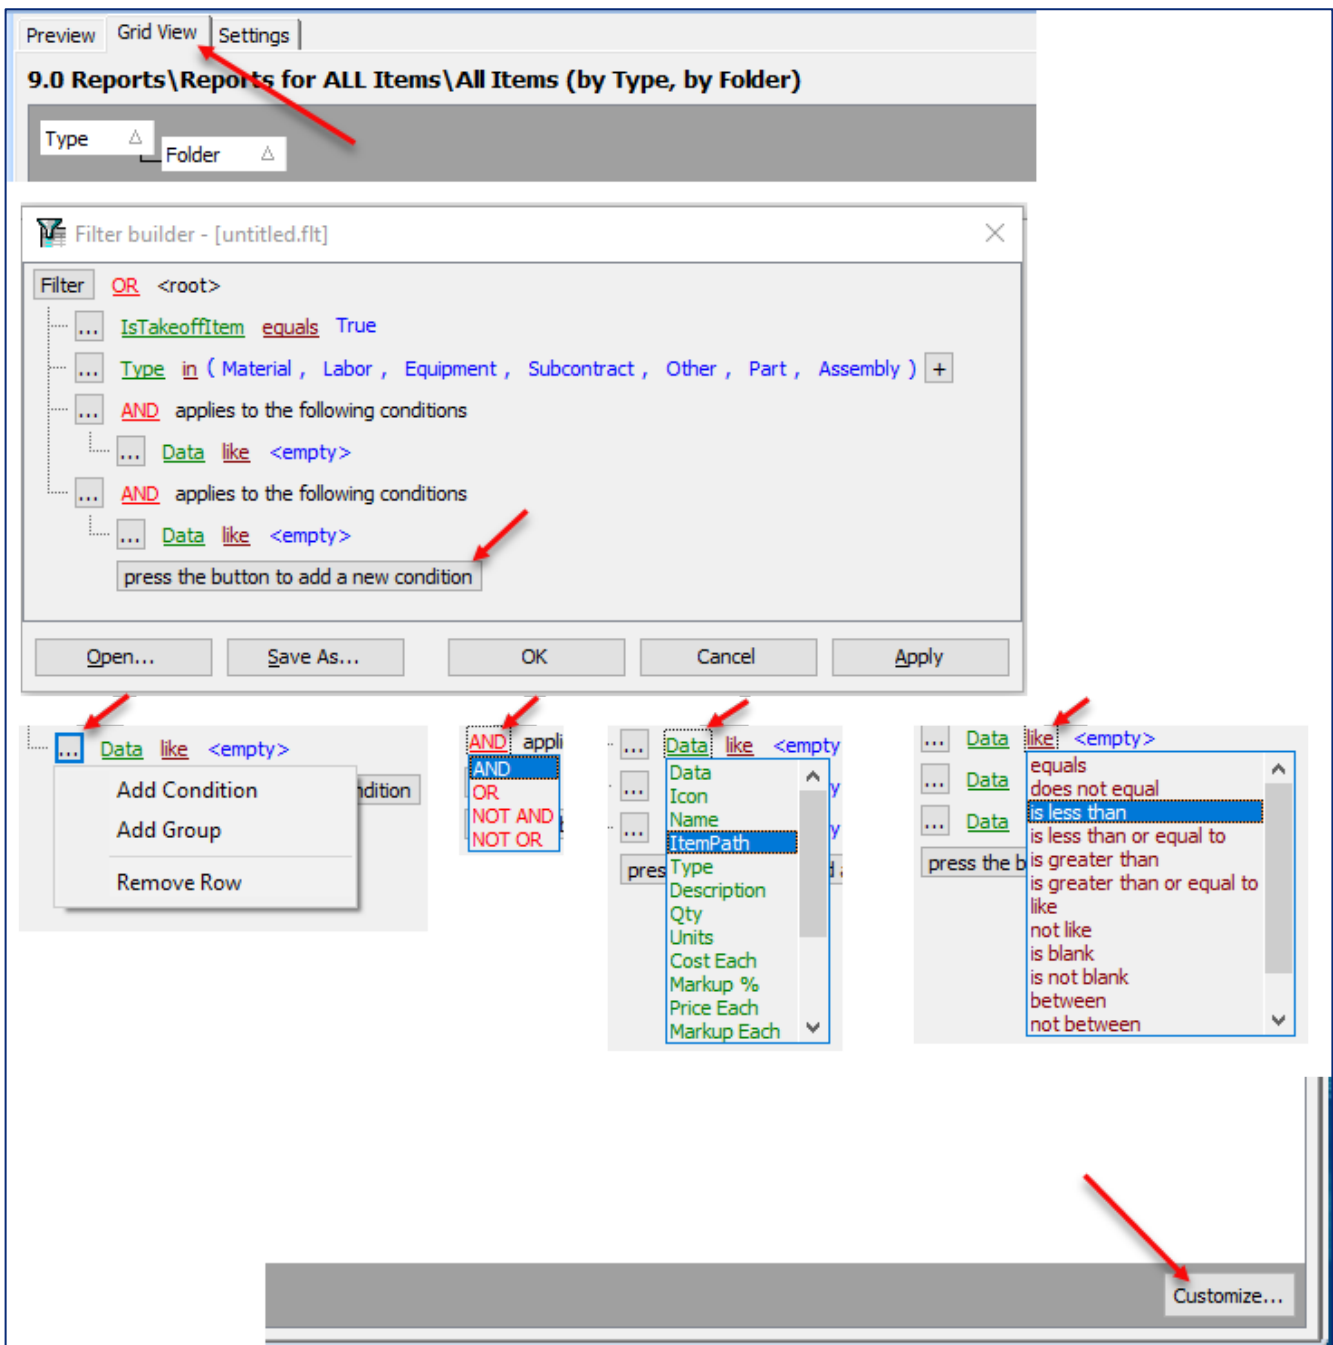 Preview Grid View Settings
9.0 Reports\Reports for ALL Items\All Items (by Type, by Folder)
Type
Folder
Filter builder - [untitled.flt]
Filter OR <root>
... IsTakeoffItem equals True
... Type in ( Material , Labor , Equipment , Subcontract , Other , Part , Assembly ) +
... AND applies to the following conditions
... Data like <empty>
... AND applies to the following conditions
... Data like <empty>
press the button to add a new condition
Open... Save As... OK Cancel Apply
... Data like <empty>
Add Condition
Add Group
Remove Row
ndition
AND appli
AND
OR
NOT AND
NOT OR
... Data like <empty
...
...
pres
y
y
Data
Icon
Name
ItemPath
Type
Description
Qty
Units
Cost Each
Markup %
Price Each
Markup Each
... Data like <empty>
... Data
... Data
press the b
equals
does not equal
is less than
is less than or equal to
is greater than
is greater than or equal to
like
not like
is blank
is not blank
between
not between
Customize...